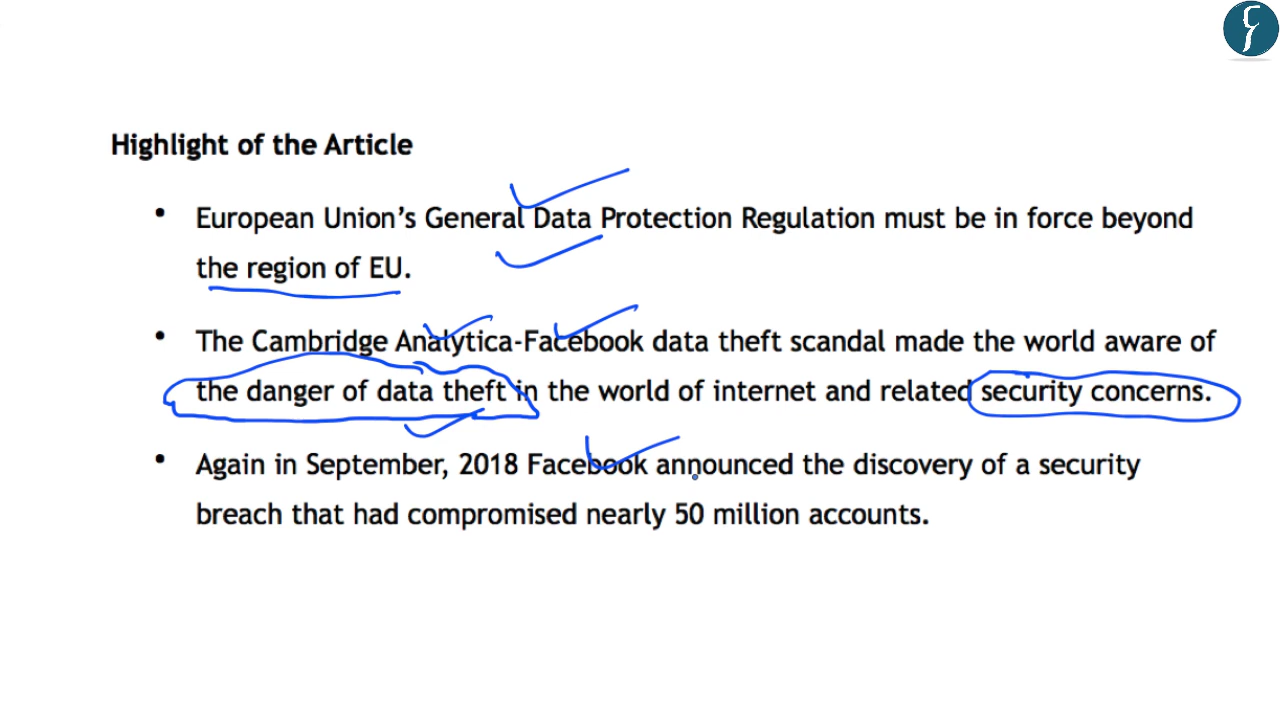 Highlight of the Article
• European Union's General Data Protection Regulation must be in force beyond
the region of EU.
• The Cambridge Analytica-Facebook data theft scandal made the world aware of
the danger of data theft in the world of internet and related security concerns.
• Again in September, 2018 Facebook announced the discovery of a security
breach that had compromised nearly 50 million accounts.